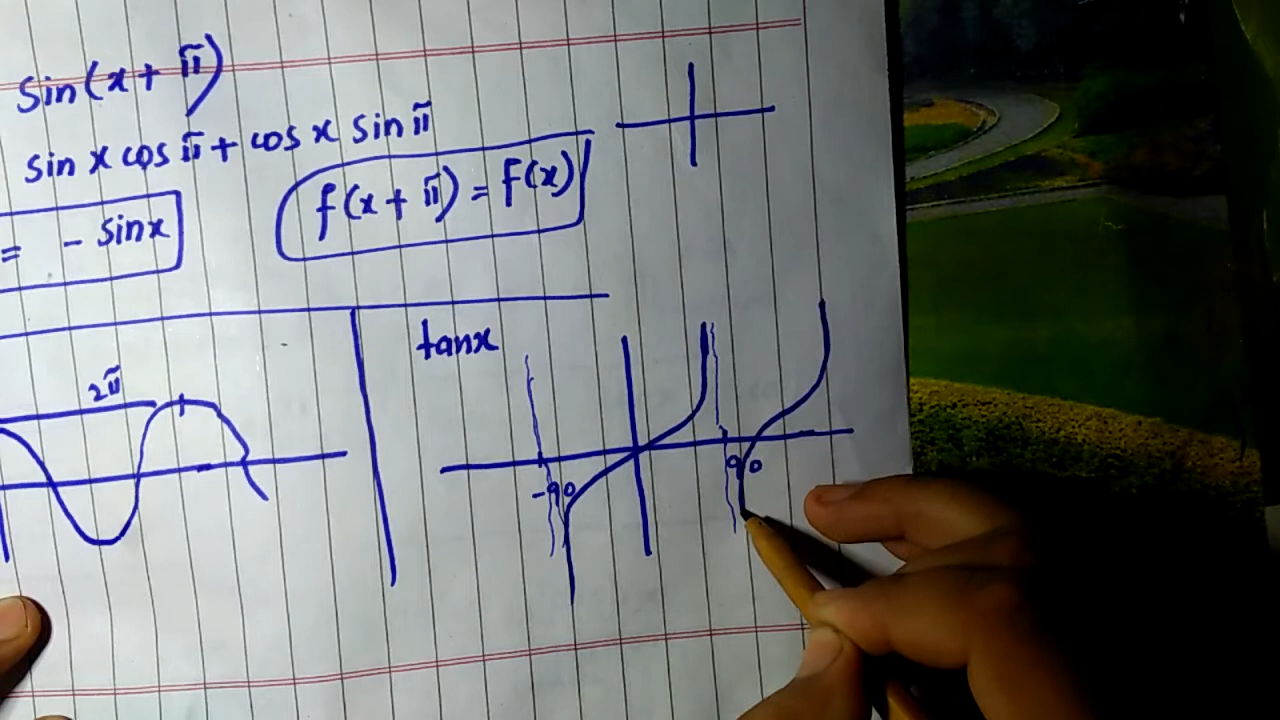 sin(x + π)
sin x cos π + cos x sin π
= - sinx
f(x + π) = f(x)
2π
tanx
-90
90